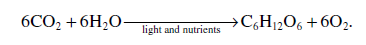 6CO₂ + 6H₂O light and nutrients → C₆H₁₂O₆ + 6O₂.